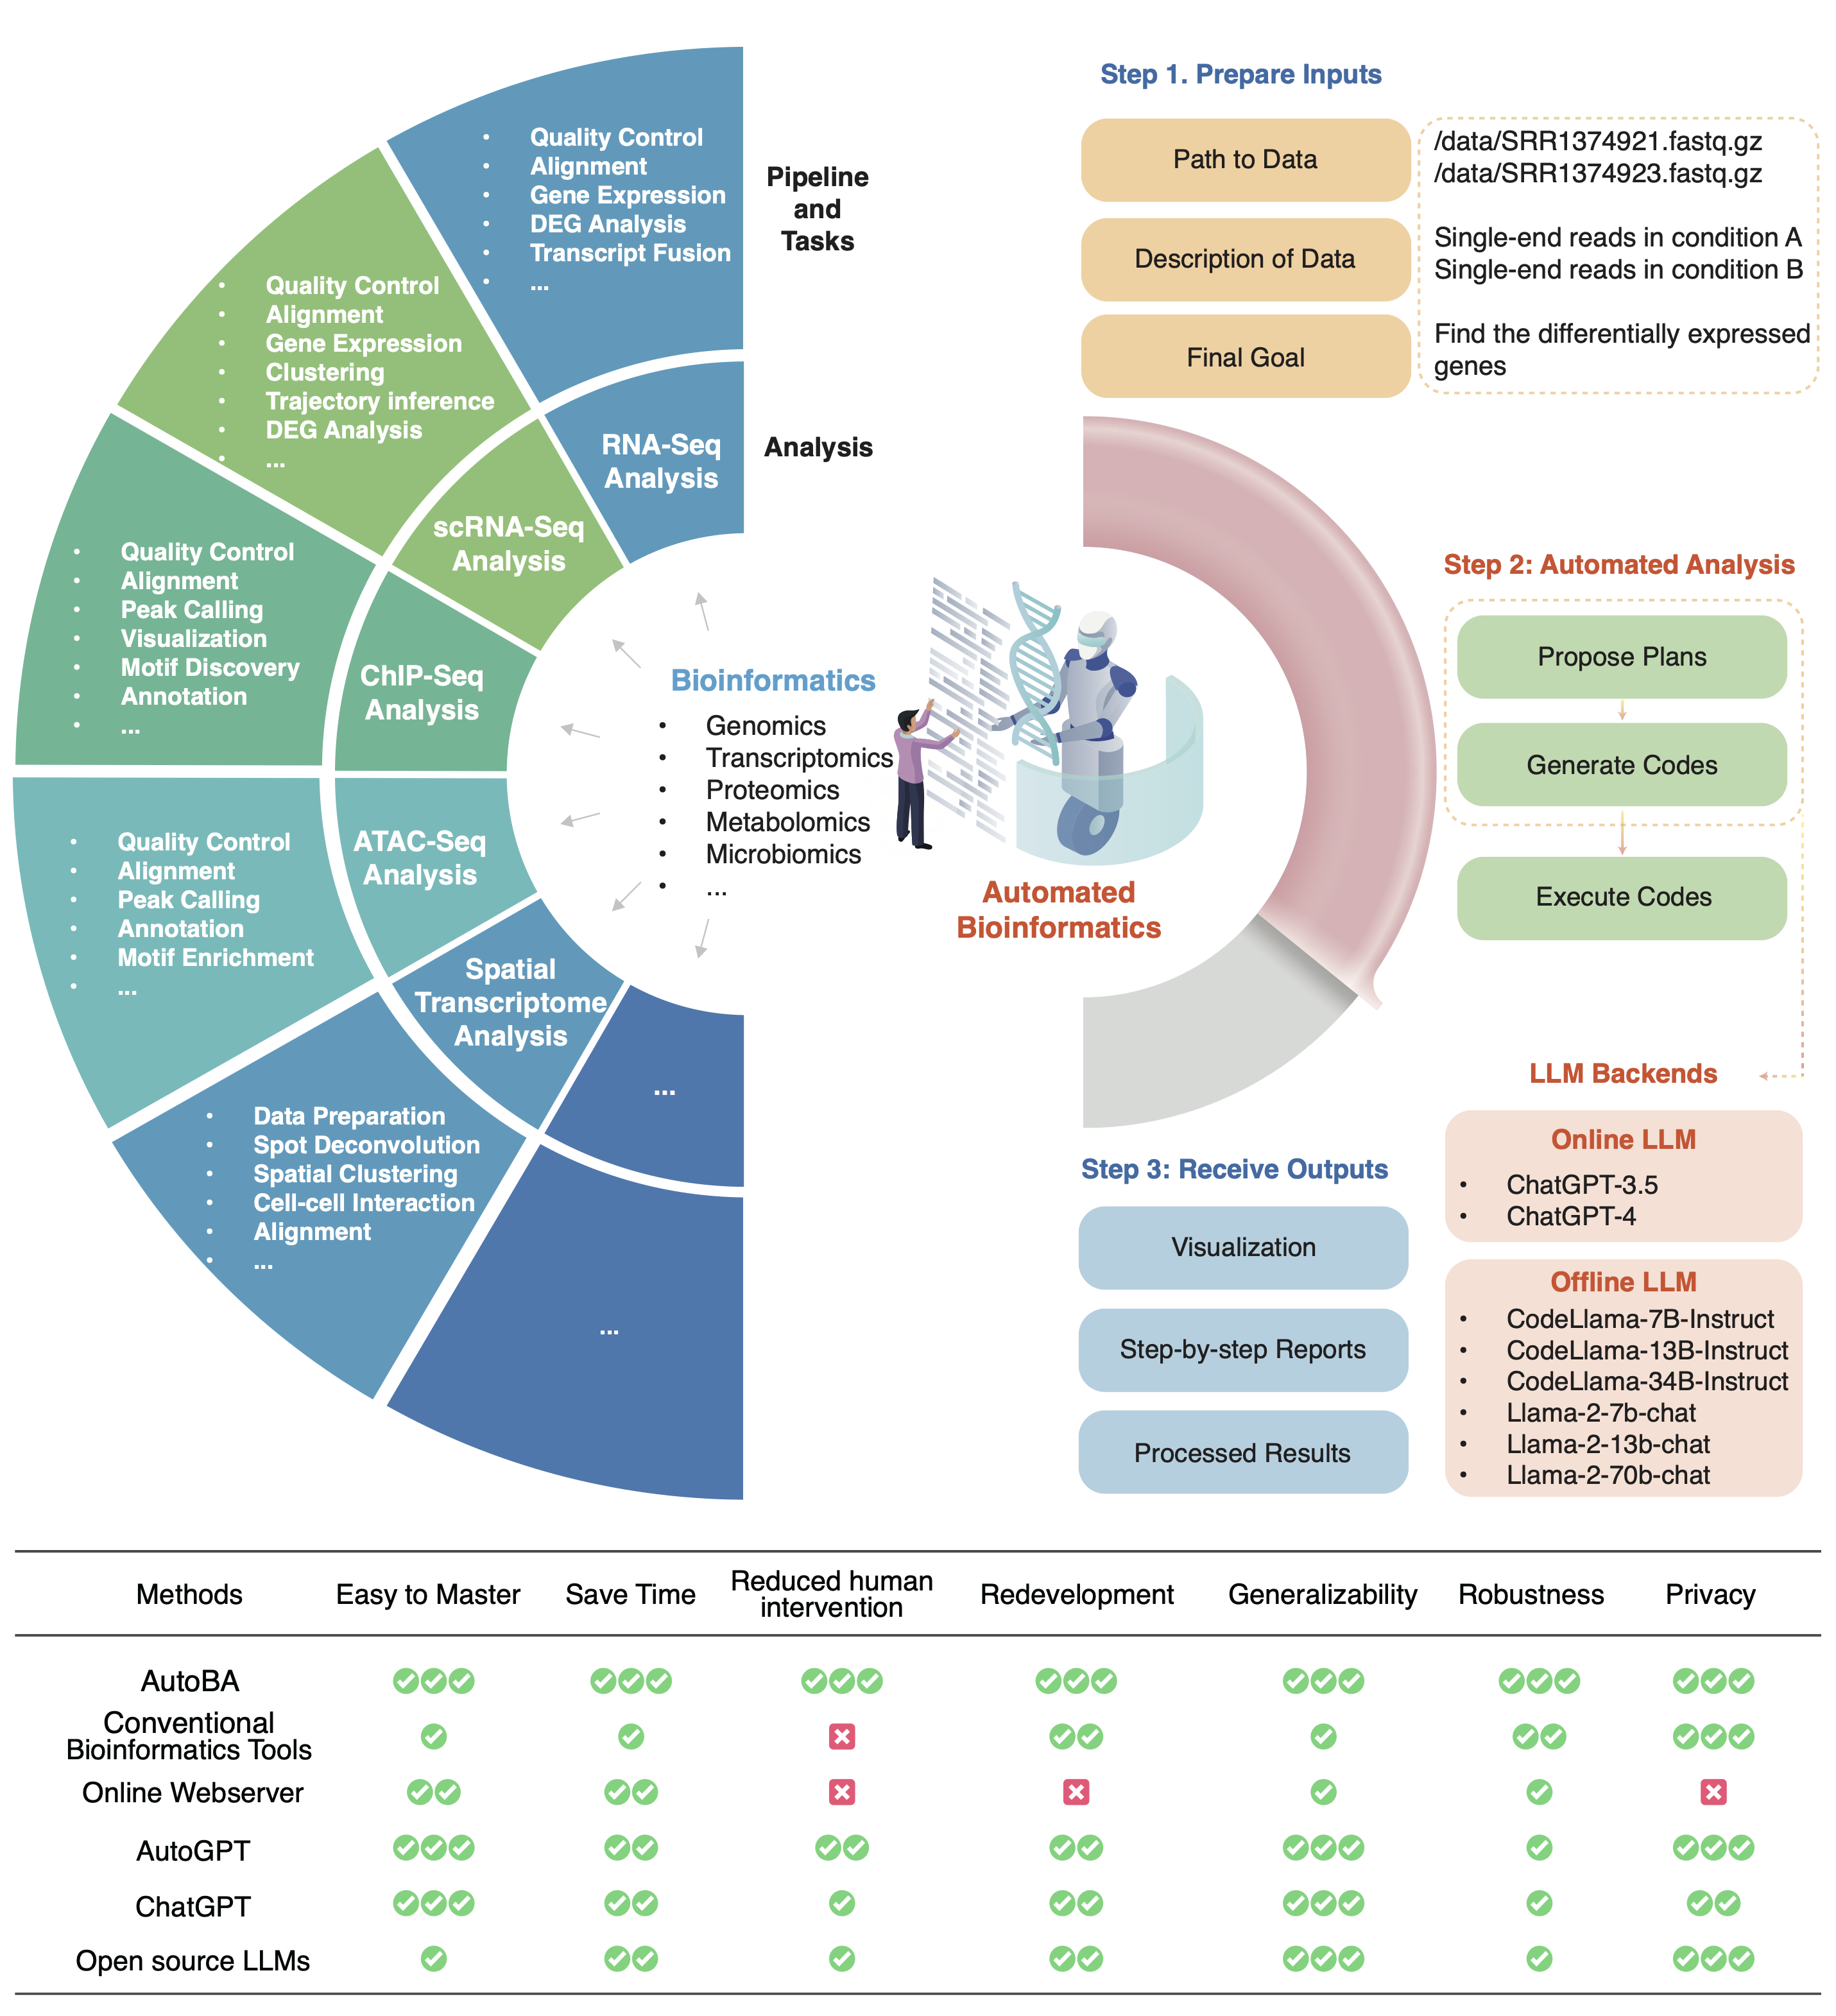 Pipeline
and
Tasks
• Quality Control
• Alignment
• Gene Expression
• DEG Analysis
• Transcript Fusion
• ...
• Quality Control
• Alignment
• Gene Expression
• Clustering
• Trajectory inference
• DEG Analysis
• ...
• Quality Control
• Alignment
• Peak Calling
• Visualization
• Motif Discovery
• Annotation
• ...
• Quality Control
• Alignment
• Peak Calling
• Annotation
• Motif Enrichment
• ...
• Data Preparation
• Spot Deconvolution
• Spatial Clustering
• Cell-cell Interaction
• Alignment
• ...
...
Analysis
RNA-Seq
Analysis
scRNA-Seq
Analysis
ChIP-Seq
Analysis
ATAC-Seq
Analysis
Spatial
Transcriptome
Analysis
...
Bioinformatics
• Genomics
• Transcriptomics
• Proteomics
• Metabolomics
• Microbiomics
• ...
Automated
Bioinformatics
Step 1. Prepare Inputs
Path to Data
/data/SRR1374921.fastq.gz
/data/SRR1374923.fastq.gz
Description of Data
Single-end reads in condition A
Single-end reads in condition B
Final Goal
Find the differentially expressed
genes
Step 2: Automated Analysis
Propose Plans
Generate Codes
Execute Codes
LLM Backends
Online LLM
• ChatGPT-3.5
• ChatGPT-4
Offline LLM
• CodeLlama-7B-Instruct
• CodeLlama-13B-Instruct
• CodeLlama-34B-Instruct
• Llama-2-7b-chat
• Llama-2-13b-chat
• Llama-2-70b-chat
Step 3: Receive Outputs
Visualization
Step-by-step Reports
Processed Results
Methods Easy to Master Save Time Reduced human intervention Redevelopment Generalizability Robustness Privacy
AutoBA
Conventional
Bioinformatics Tools
Online Webserver
AutoGPT
ChatGPT
Open source LLMs